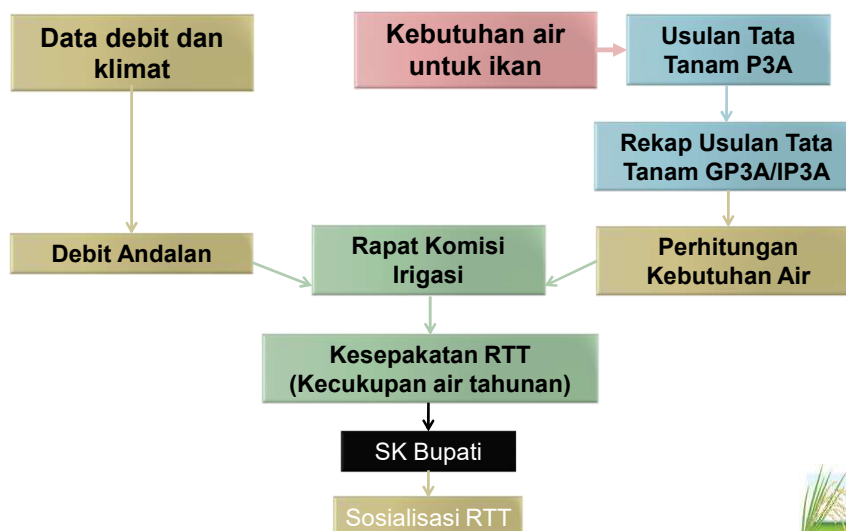 Data debit dan
klimat
Kebutuhan air
untuk ikan
Usulan Tata
Tanam P3A
Rekap Usulan Tata
Tanam GP3A/IP3A
Debit Andalan
Rapat Komisi
Irigasi
Perhitungan
Kebutuhan Air
Kesepakatan RTT
(Kecukupan air tahunan)
SK Bupati
Sosialisasi RTT